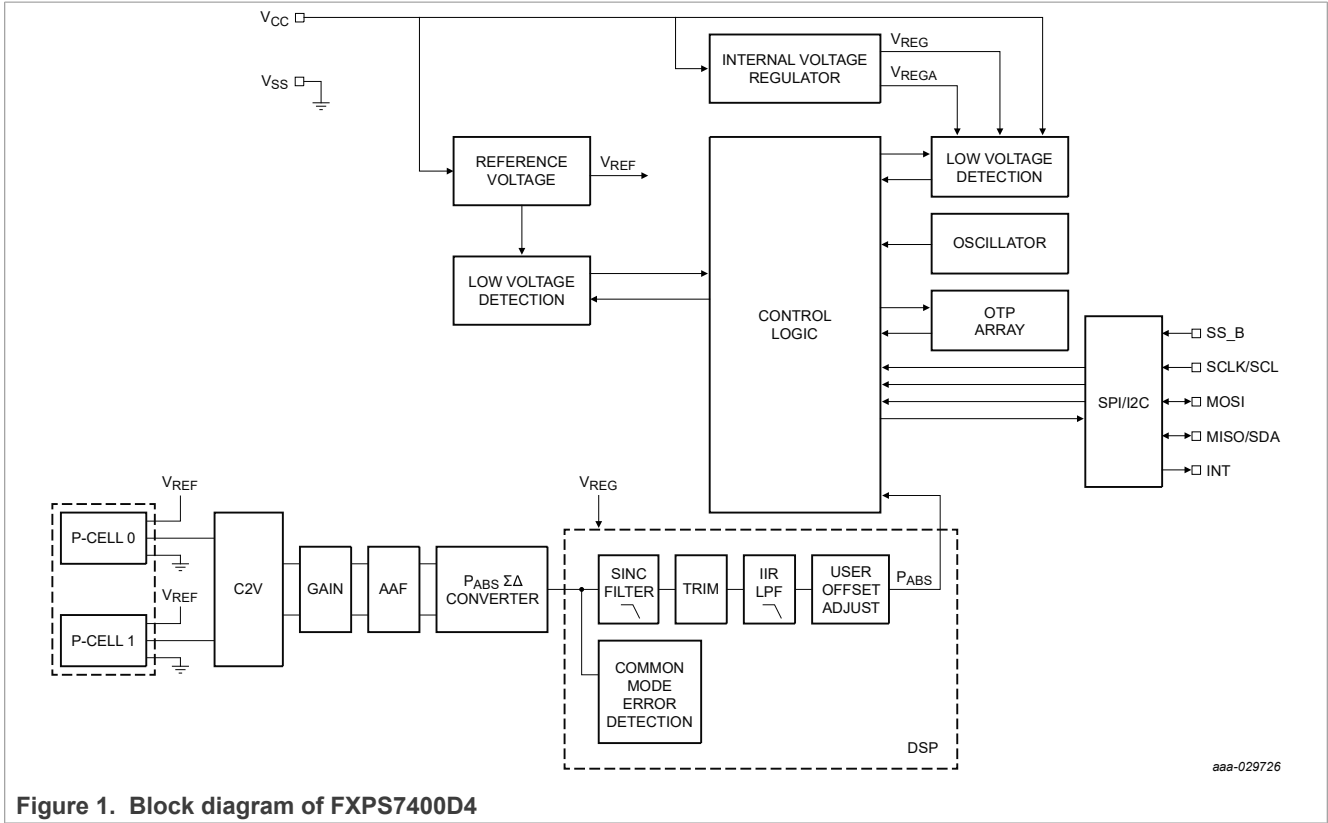 VCC
VSS
INTERNAL VOLTAGE
REGULATOR
VREG
VREGA
REFERENCE
VOLTAGE
VREF
LOW VOLTAGE
DETECTION
LOW VOLTAGE
DETECTION
OSCILLATOR
CONTROL
LOGIC
OTP
ARRAY
SPI/I2C
SS_B
SCLK/SCL
MOSI
MISO/SDA
INT
VREF
P-CELL 0
VREF
P-CELL 1
C2V
GAIN
AAF
PABS ΣΔ
CONVERTER
VREG
SINC
FILTER
TRIM
IIR
LPF
USER
OFFSET
ADJUST
PABS
COMMON
MODE
ERROR
DETECTION
DSP
aaa-029726
Figure 1. Block diagram of FXPS7400D4